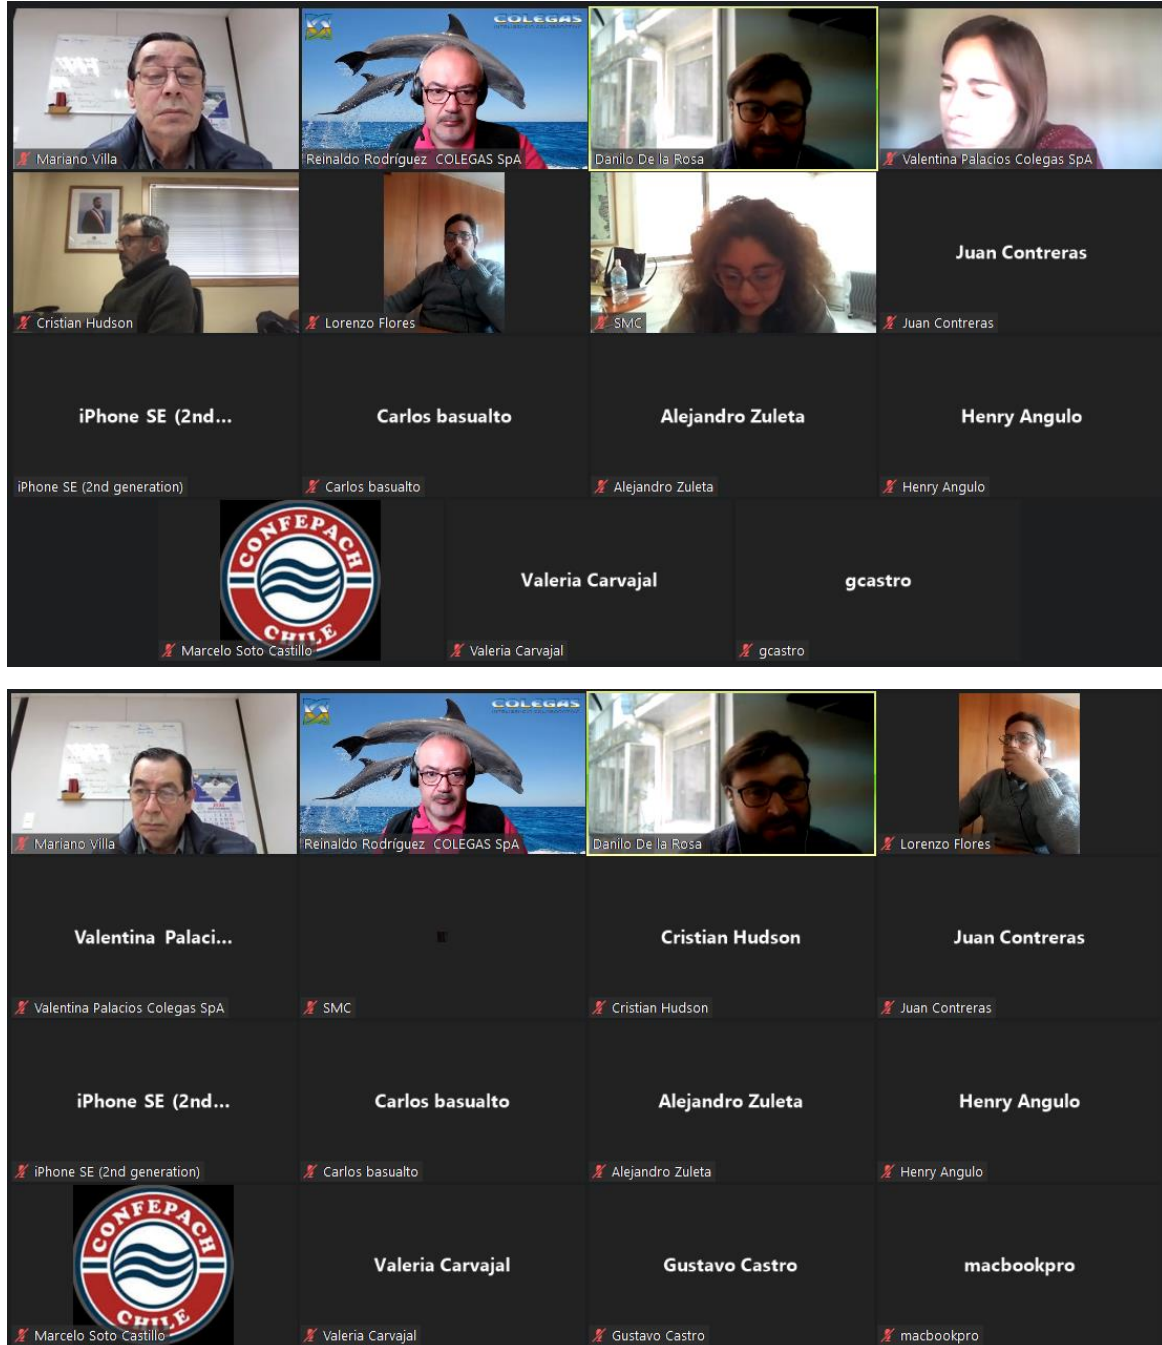 COLEGAS
Mariano Villa
Reinaldo Rodríguez COLEGAS SpA
Danilo De la Rosa
Valentina Palacios Colegas SpA
Juan Contreras
Cristian Hudson
Lorenzo Flores
SMC
Juan Contreras
iPhone SE (2nd...
Carlos basualto
Alejandro Zuleta
Henry Angulo
iPhone SE (2nd generation)
Carlos basualto
Alejandro Zuleta
Henry Angulo
CONFEPACH
CHILE
Valeria Carvajal
gcastro
Marcelo Soto Castillo
Valeria Carvajal
gcastro
COLEGAS
Mariano Villa
Reinaldo Rodríguez COLEGAS SpA
Danilo De la Rosa
Lorenzo Flores
Valentina Palaci...
Cristian Hudson
Juan Contreras
Valentina Palacios Colegas SpA
SMC
Cristian Hudson
Juan Contreras
iPhone SE (2nd...
Carlos basualto
Alejandro Zuleta
Henry Angulo
iPhone SE (2nd generation)
Carlos basualto
Alejandro Zuleta
Henry Angulo
CONFEPACH
CHILE
Valeria Carvajal
Gustavo Castro
macbookpro
Marcelo Soto Castillo
Valeria Carvajal
Gustavo Castro
macbookpro